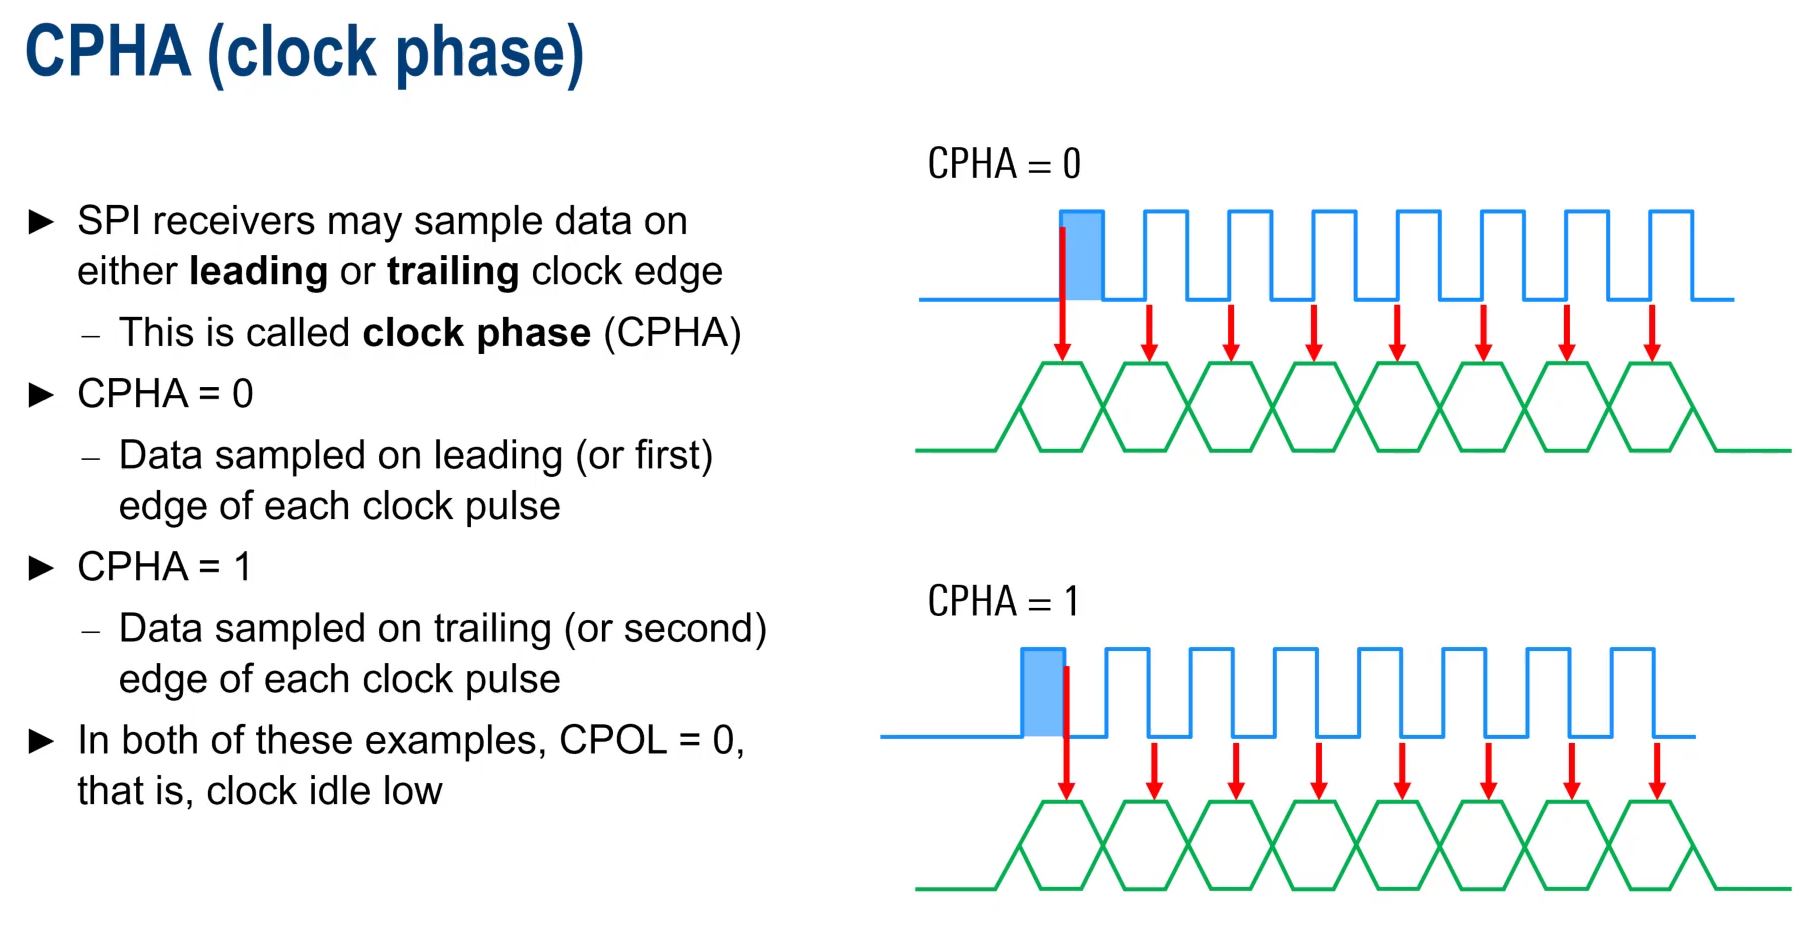 CPHA (clock phase)
► SPI receivers may sample data on
either leading or trailing clock edge
– This is called clock phase (CPHA)
► CPHA = 0
– Data sampled on leading (or first)
edge of each clock pulse
► CPHA = 1
– Data sampled on trailing (or second)
edge of each clock pulse
► In both of these examples, CPOL = 0,
that is, clock idle low
CPHA = 0
CPHA = 1